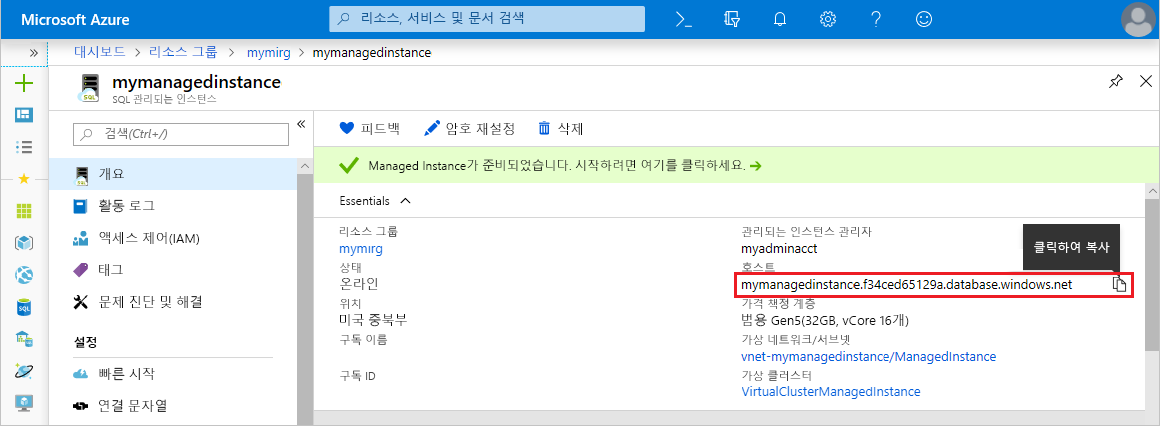 Microsoft Azure
리소스, 서비스 및 문서 검색
대시보드 > 리소스 그룹 > mymirg > mymanagedinstance
mymanagedinstance
SQL 관리되는 인스턴스
검색(Ctrl+/)
개요
활동 로그
액세스 제어(IAM)
태그
문제 진단 및 해결
설정
빠른 시작
연결 문자열
피드백
암호 재설정
삭제
Managed Instance가 준비되었습니다. 시작하려면 여기를 클릭하세요.
Essentials
리소스 그룹
mymirg
상태
온라인
위치
미국 중북부
구독 이름
구독 ID
관리되는 인스턴스 관리자
myadminacct
클릭하여 복사
호스트
mymanagedinstance.f34ced65129a.database.windows.net
가격 책정 계층
범용 Gen5(32GB, vCore 16개)
가상 네트워크/서브넷
vnet-mymanagedinstance/ManagedInstance
가상 클러스터
VirtualClusterManagedInstance